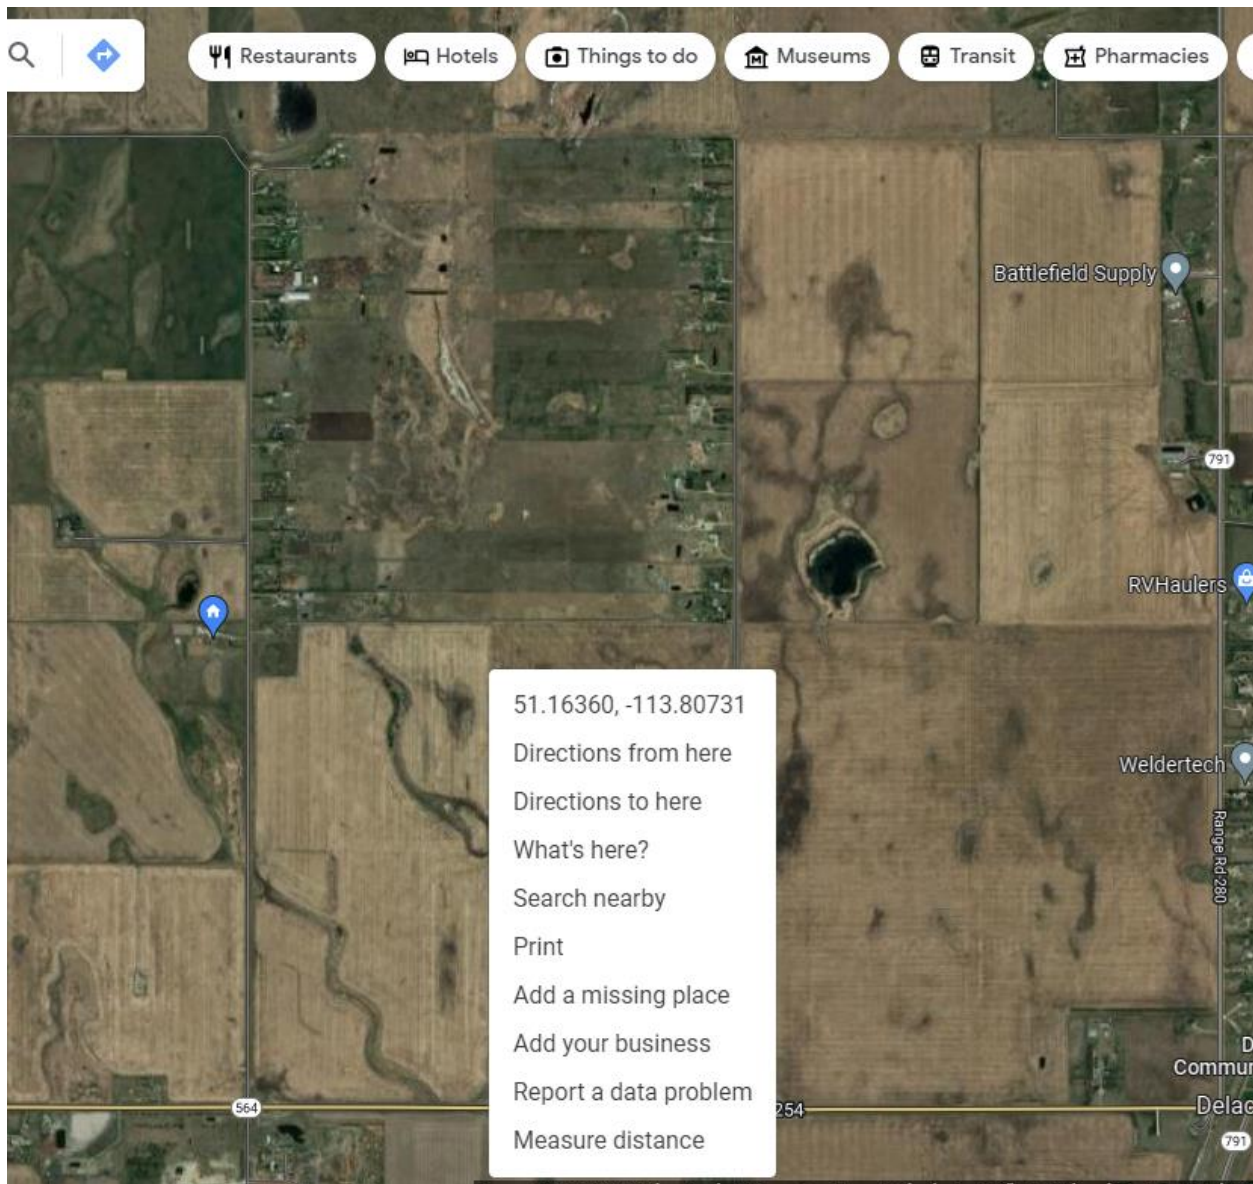 Restaurants
Hotels
Things to do
Museums
Transit
Pharmacies
Battlefield Supply
791
RVHaulers
51.16360, -113.80731
Directions from here
Directions to here
What's here?
Weldertech
Search nearby
Range Rd 280
Print
Add a missing place
Add your business
Report a data problem
Measure distance
D
Commun
564
254
Delac
791